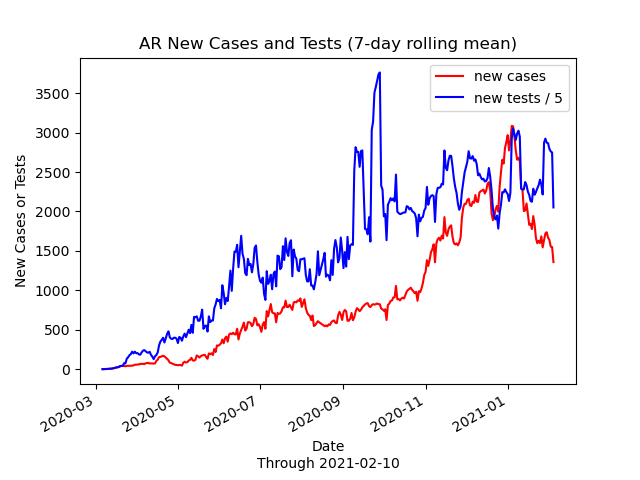 AR New Cases and Tests (7-day rolling mean)
new cases
new tests / 5
New Cases or Tests
3500
3000
2500
2000
1500
1000
500
0
2020-03
2020-05
2020-07
2020-09
2020-11
2021-01
Date
Through 2021-02-10